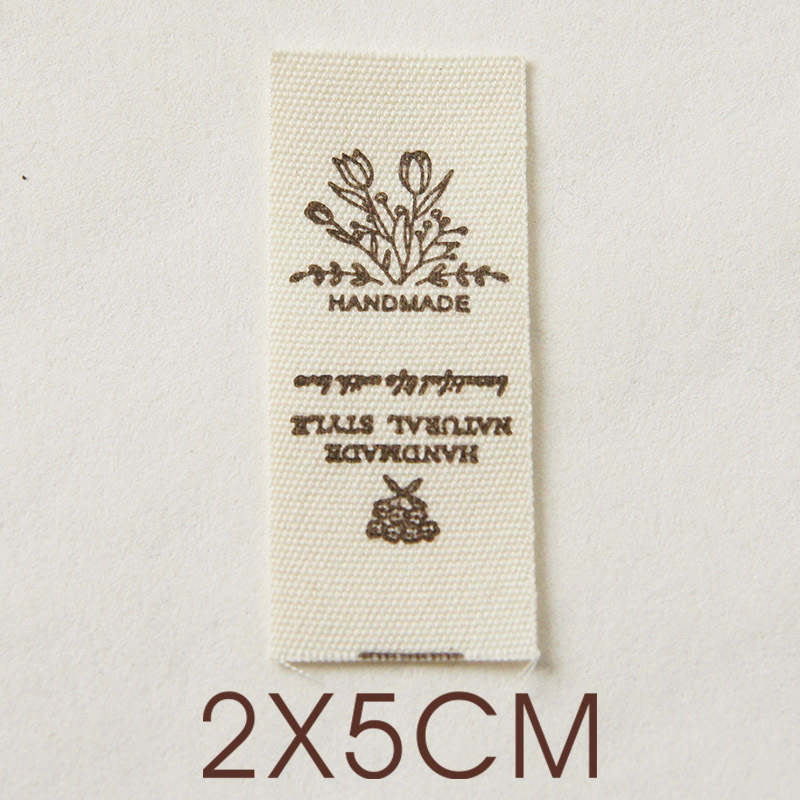 HANDMADE
beautiful life with love
NATURAL STYLE
HANDMADE
2X5CM